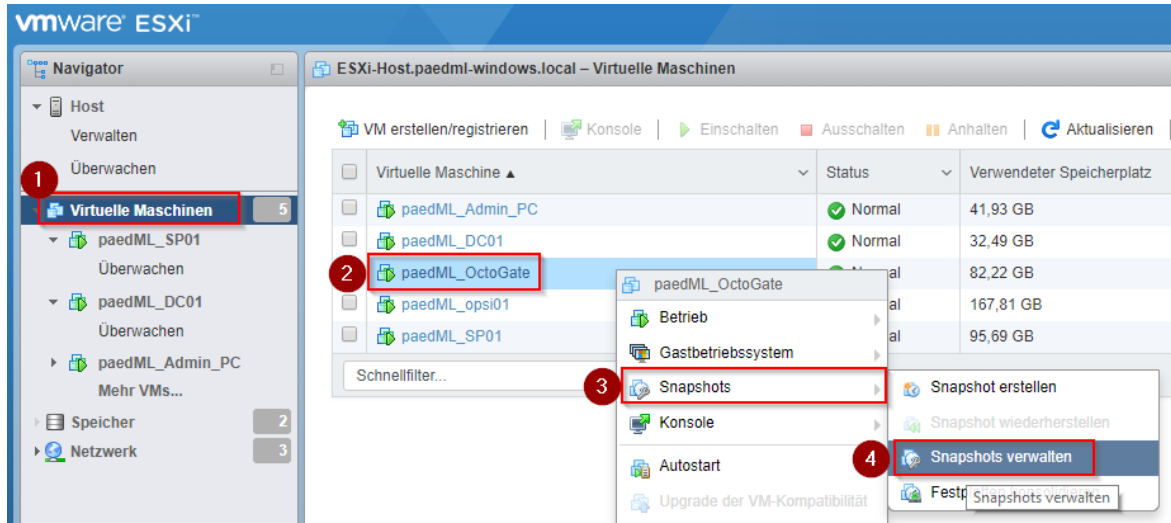 vmware ESXi™
Navigator
Host
Verwalten
Überwachen
1
Virtuelle Maschinen 5
paedML_SP01
Überwachen
paedML_DC01
Überwachen
paedML_Admin_PC
Mehr VMs...
Speicher 2
Netzwerk 3
ESXi-Host.paedml-windows.local – Virtuelle Maschinen
VM erstellen/registrieren | Konsole | Einschalten Ausschalten Anhalten | Aktualisieren |
Virtuelle Maschine ▲ Status Verwendeter Speicherplatz
paedML_Admin_PC Normal 41,93 GB
paedML_DC01 Normal 32,49 GB
2 paedML_OctoGate 82,22 GB
paedML_opsi01 al 167,81 GB
paedML_SP01 al 95,69 GB
Schnellfilter...
paedML_OctoGate
Betrieb
Gastbetriebssystem
3 Snapshots
Konsole
Autostart
Upgrade der VM-Kompatibilität
Snapshot erstellen
Snapshot wiederherstellen
4 Snapshots verwalten
Snapshots verwalten